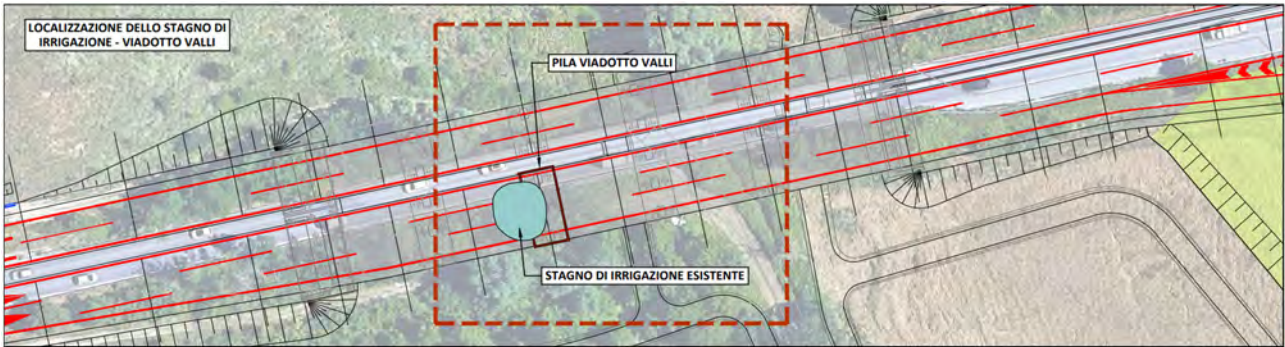 LOCALIZZAZIONE DELLO STAGNO DI
IRRIGAZIONE - VIADOTTO VALLI
PILA VIADOTTO VALLI
STAGNO DI IRRIGAZIONE ESISTENTE